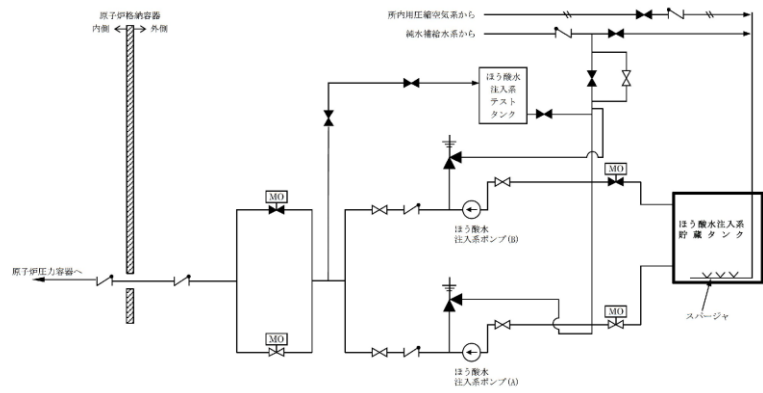 原子炉格納容器
内側 外側
所内用圧縮空気系から
純水補給水系から
ほう酸水
注入系
テスト
タンク
MO
MO
ほう酸水
注入系ポンプ(B)
ほう酸水注入系
貯蔵タンク
原子炉圧力容器へ
スパージャ
MO
MO
ほう酸水
注入系ポンプ(A)